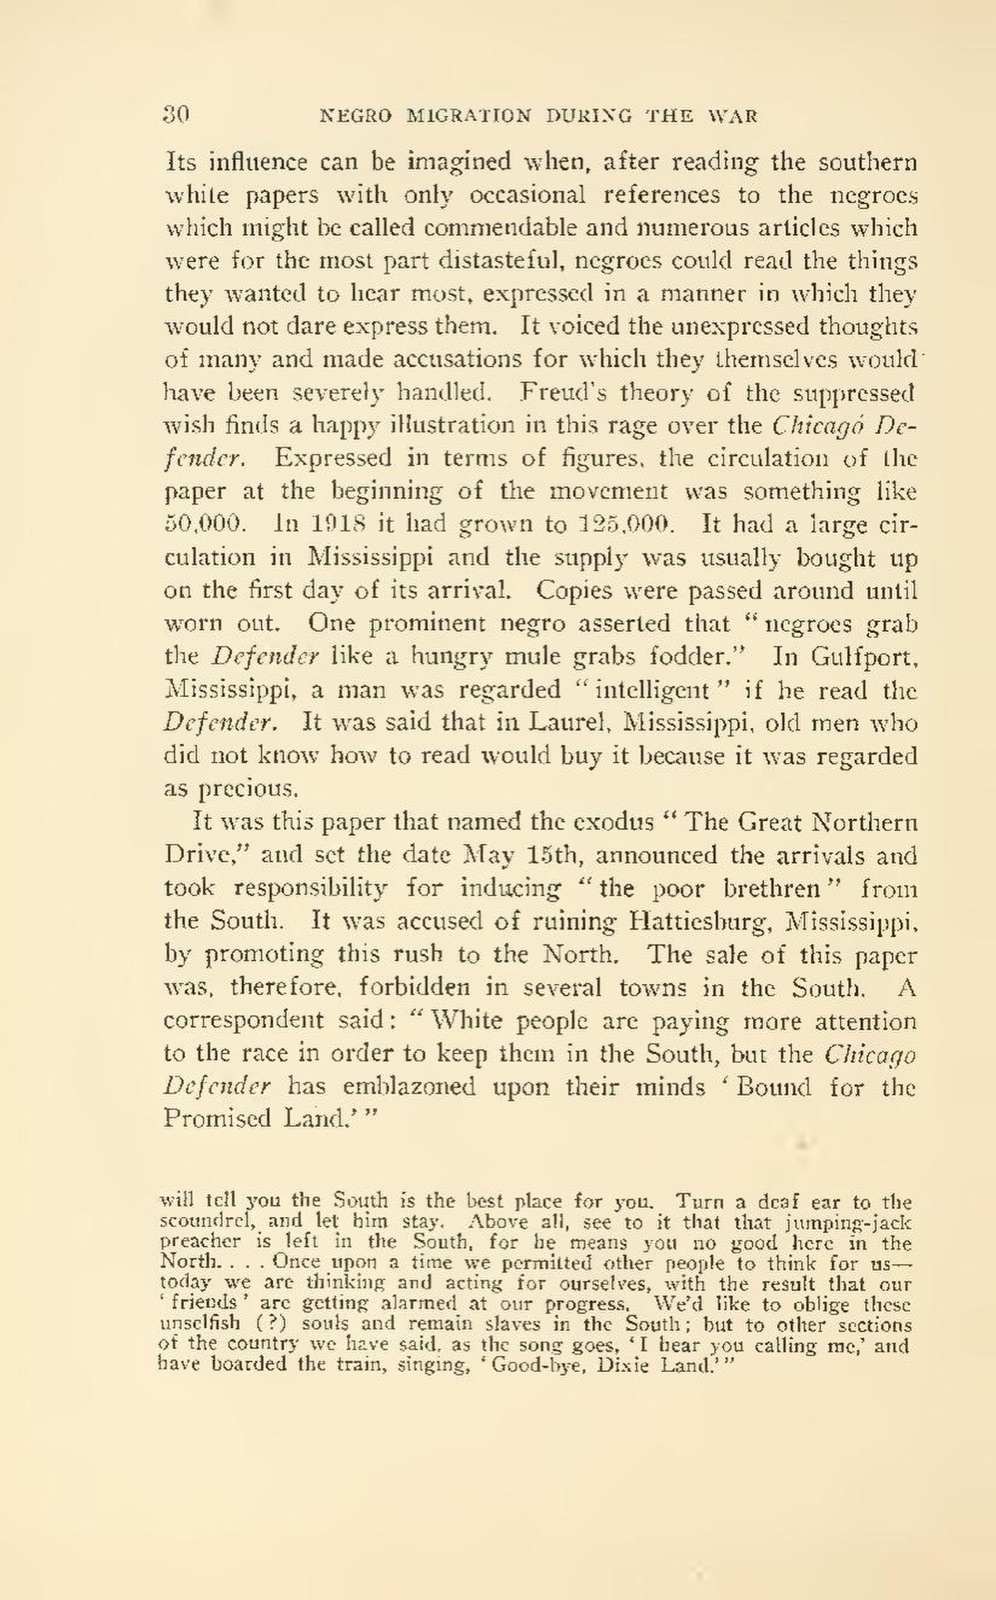 30 NEGRO MIGRATION DURING THE WAR
Its influence can be imagined when, after reading the southern
white papers with only occasional references to the negroes
which might be called commendable and numerous articles which
were for the most part distasteful, negroes could read the things
they wanted to hear most, expressed in a manner in which they
would not dare express them. It voiced the unexpressed thoughts
of many and made accusations for which they themselves would
have been severely handled. Freud's theory of the suppressed
wish finds a happy illustration in this rage over the Chicago De-
fender. Expressed in terms of figures, the circulation of the
paper at the beginning of the movement was something like
50,000. In 1918 it had grown to 125,000. It had a large cir-
culation in Mississippi and the supply was usually bought up
on the first day of its arrival. Copies were passed around until
worn out. One prominent negro asserted that "negroes grab
the Defender like a hungry mule grabs fodder." In Gulfport,
Mississippi, a man was regarded "intelligent" if he read the
Defender. It was said that in Laurel, Mississippi, old men who
did not know how to read would buy it because it was regarded
as precious.
It was this paper that named the exodus "The Great Northern
Drive," and set the date May 15th, announced the arrivals and
took responsibility for inducing "the poor brethren" from
the South. It was accused of ruining Hattiesburg, Mississippi,
by promoting this rush to the North. The sale of this paper
was, therefore, forbidden in several towns in the South. A
correspondent said: "White people are paying more attention
to the race in order to keep them in the South, but the Chicago
Defender has emblazoned upon their minds 'Bound for the
Promised Land.'"
will tell you the South is the best place for you. Turn a deaf ear to the
scoundrel, and let him stay. Above all, see to it that that jumping-jack
preacher is left in the South, for he means you no good here in the
North. . . . Once upon a time we permitted other people to think for us—
today we are thinking and acting for ourselves, with the result that our
'friends' are getting alarmed at our progress. We'd like to oblige these
unselfish (?) souls and remain slaves in the South; but to other sections
of the country we have said, as the song goes, 'I hear you calling me,' and
have boarded the train, singing, 'Good-bye, Dixie Land.'"